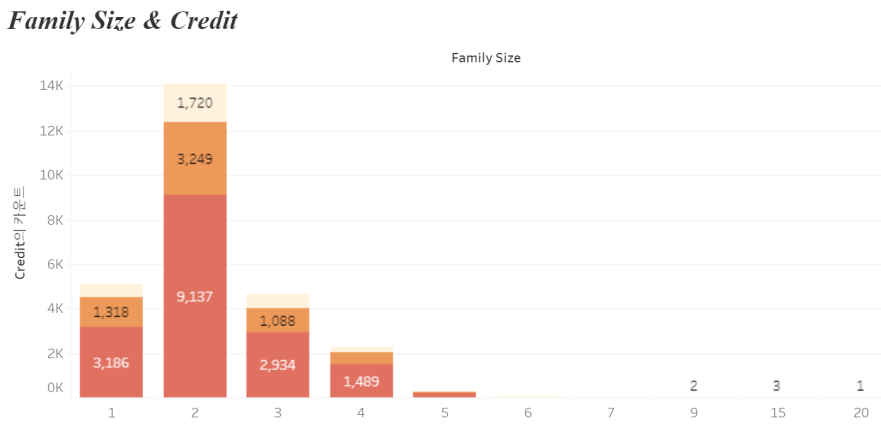 Family Size & Credit
Family Size
14K
12K
10K
8K
6K
4K
2K
0K
Credit의 카운트
1,720
3,249
9,137
1,318
3,186
1,088
2,934
1,489
2
3
1
1
2
3
4
5
6
7
9
15
20